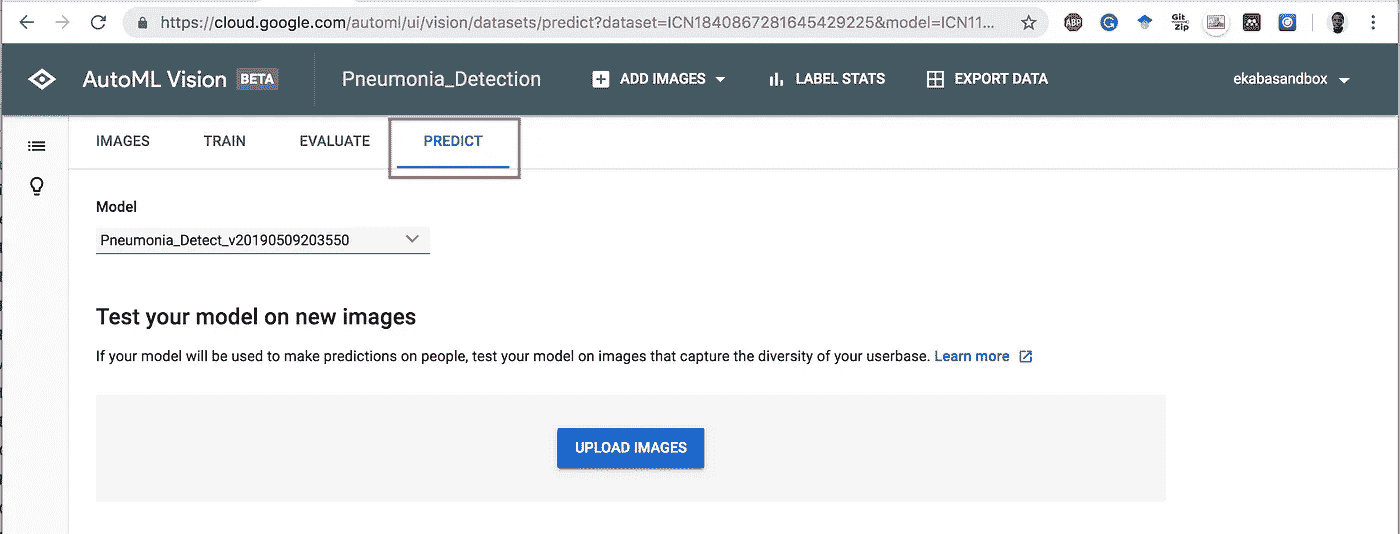 https://cloud.google.com/automl/ui/vision/datasets/predict?dataset=ICN1840867281645429225&model=ICN11...
ABP
G
Git Zip
AutoML Vision BETA
Pneumonia_Detection
ADD IMAGES
LABEL STATS
EXPORT DATA
ekabasandbox
IMAGES
TRAIN
EVALUATE
PREDICT
Model
Pneumonia_Detect_v20190509203550
Test your model on new images
If your model will be used to make predictions on people, test your model on images that capture the diversity of your userbase. Learn more
UPLOAD IMAGES